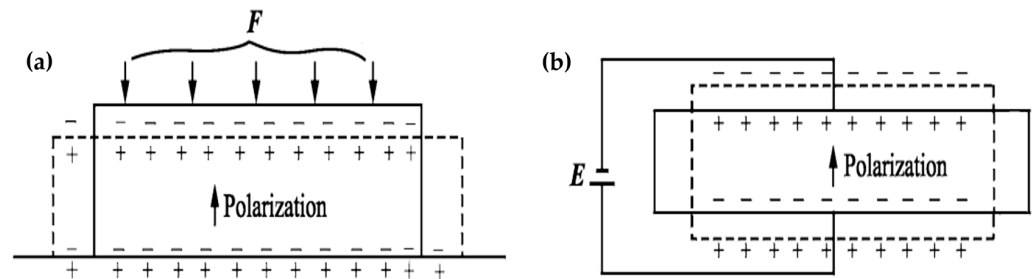 F
(a)
− − − − − − − − − − −
+ + + + + + + + + + +
Polarization
− − − − − − − − − − − −
+ + + + + + + + + + + +
(b)
− − − − − − − − −
+ + + + + + + + +
E
Polarization
− − − − − − − − −
+ + + + + + + + +